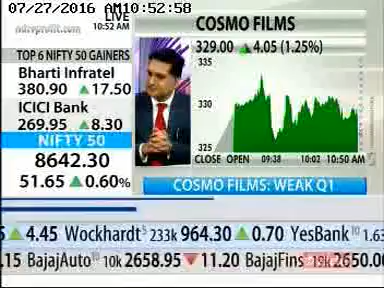 07/27/2016 AM10:52:58
LIVE
ndtvprofit.com 10:52 AM
TOP 6 NIFTY 50 GAINERS
Bharti Infratel
380.90 ▲ 17.50
ICICI Bank
269.95 ▲ 8.30
NIFTY 50
8642.30
51.65 ▲ 0.60%
COSMO FILMS
329.00 ▲ 4.05 (1.25%)
335
330
325
CLOSE OPEN 09:38 10:02 10:50 AM
COSMO FILMS: WEAK Q1
5 ▲ 4.45 Wockhardt 5 233k 964.30 ▲ 0.70 YesBank 10 1.63
.15 BajajAuto 10 10k 2658.95 ▼ 11.20 BajajFins 19k 2650.00